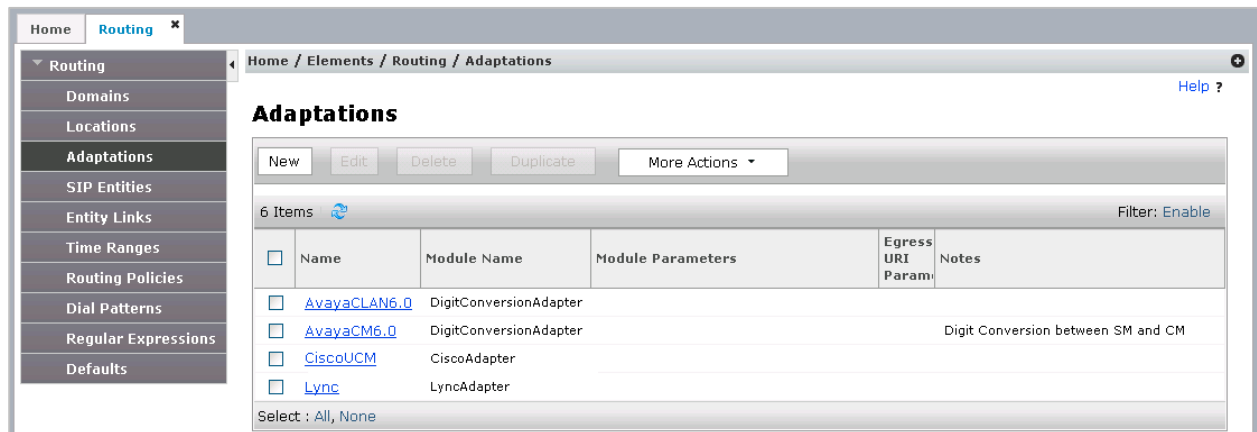 Home Routing ×
Routing
Domains
Locations
Adaptations
SIP Entities
Entity Links
Time Ranges
Routing Policies
Dial Patterns
Regular Expressions
Defaults
Home / Elements / Routing / Adaptations
Help ?
Adaptations
New Edit Delete Duplicate More Actions
6 Items Filter: Enable
Name Module Name Module Parameters Egress URI Param Notes
AvayaCLAN6.0 DigitConversionAdapter
AvayaCM6.0 DigitConversionAdapter Digit Conversion between SM and CM
CiscoUCM CiscoAdapter
Lync LyncAdapter
Select : All, None